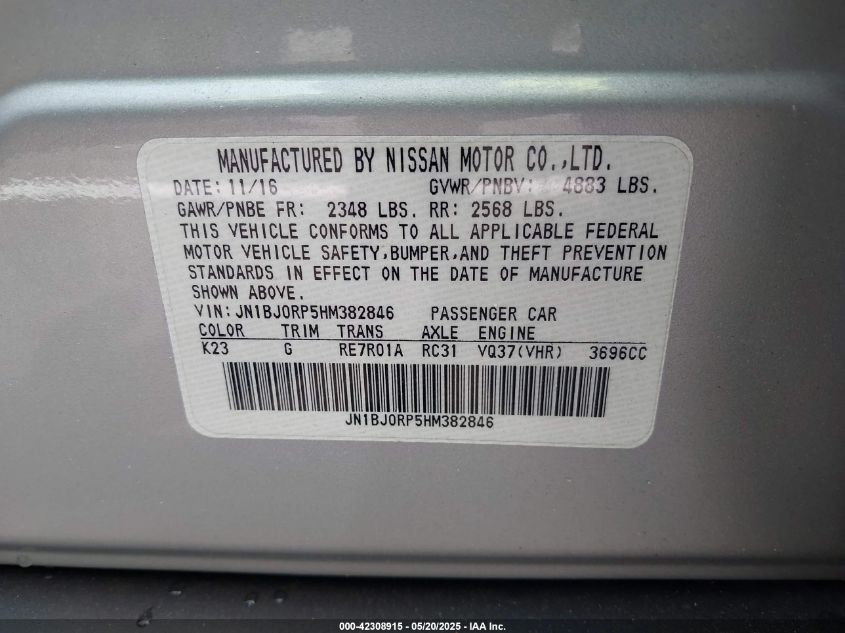 MANUFACTURED BY NISSAN MOTOR CO.,LTD.
DATE: 11/16 GVWR/PNBV: 4883 LBS.
GAWR/PNBE FR: 2348 LBS. RR: 2568 LBS.
THIS VEHICLE CONFORMS TO ALL APPLICABLE FEDERAL
MOTOR VEHICLE SAFETY,BUMPER,AND THEFT PREVENTION
STANDARDS IN EFFECT ON THE DATE OF MANUFACTURE
SHOWN ABOVE.
VIN: JN1BJ0RP5HM382846 PASSENGER CAR
COLOR TRIM TRANS AXLE ENGINE
K23 G RE7R01A RC31 VQ37(VHR) 3696CC
JN1BJ0RP5HM382846
000-42308915 - 05/20/2025 - IAA Inc.